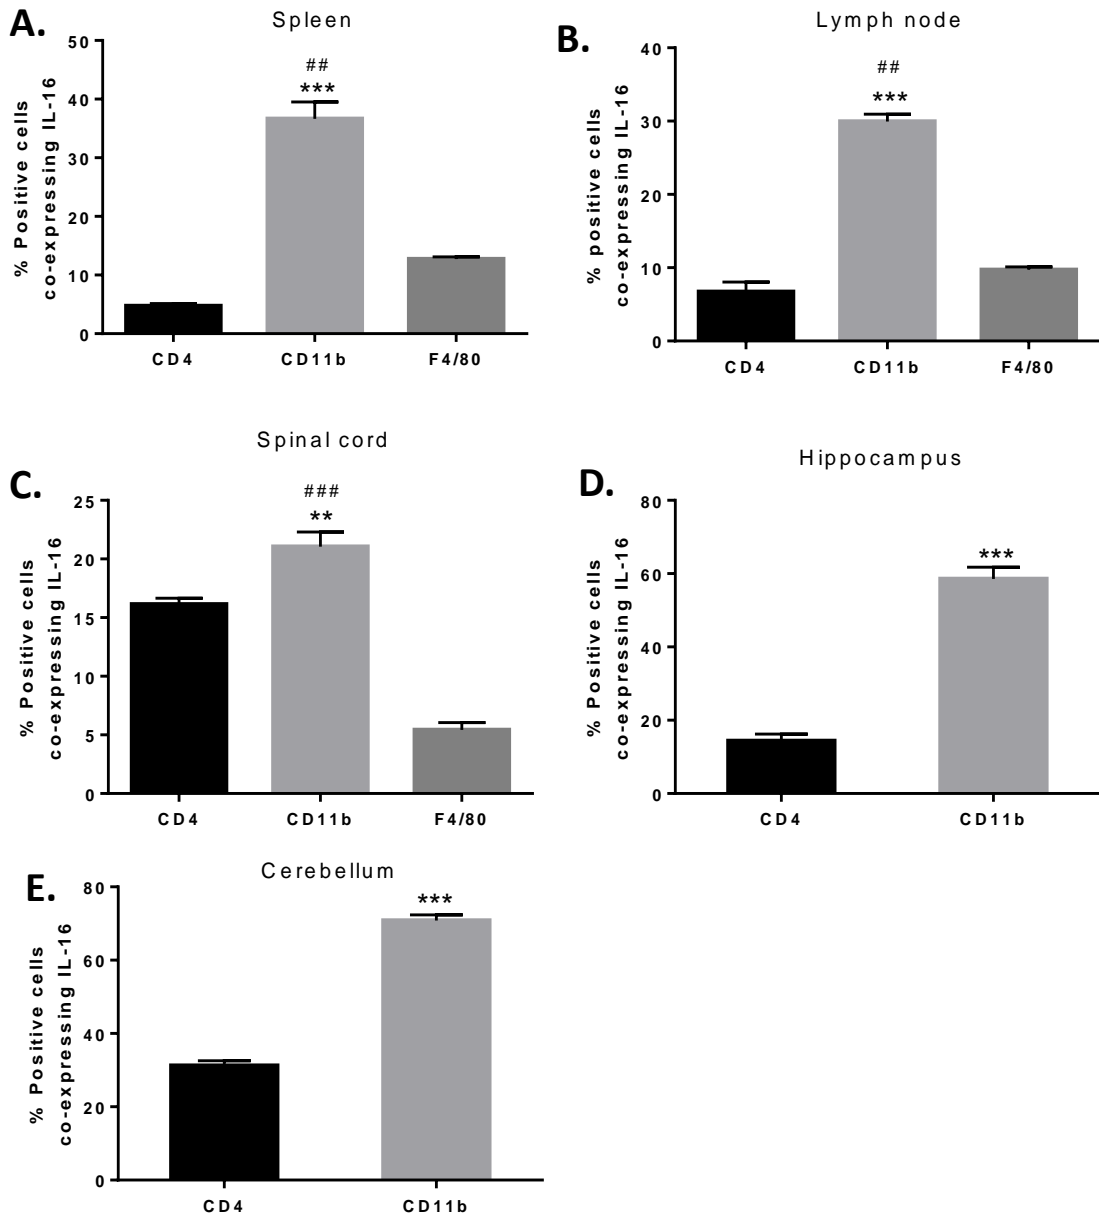 A.
Spleen
% Positive cells
co-expressing IL-16
50
40
30
20
10
0
##
***
CD4
CD11b
F4/80
B.
Lymph node
% positive cells
co-expressing IL-16
40
30
20
10
0
##
***
CD4
CD11b
F4/80
C.
Spinal cord
% Positive cells
co-expressing IL-16
25
20
15
10
5
0
###
**
CD4
CD11b
F4/80
D.
Hippocampus
% Positive cells
co-expressing IL-16
80
60
40
20
0
***
CD4
CD11b
E.
Cerebellum
% Positive cells
co-expressing IL-16
80
60
40
20
0
***
CD4
CD11b